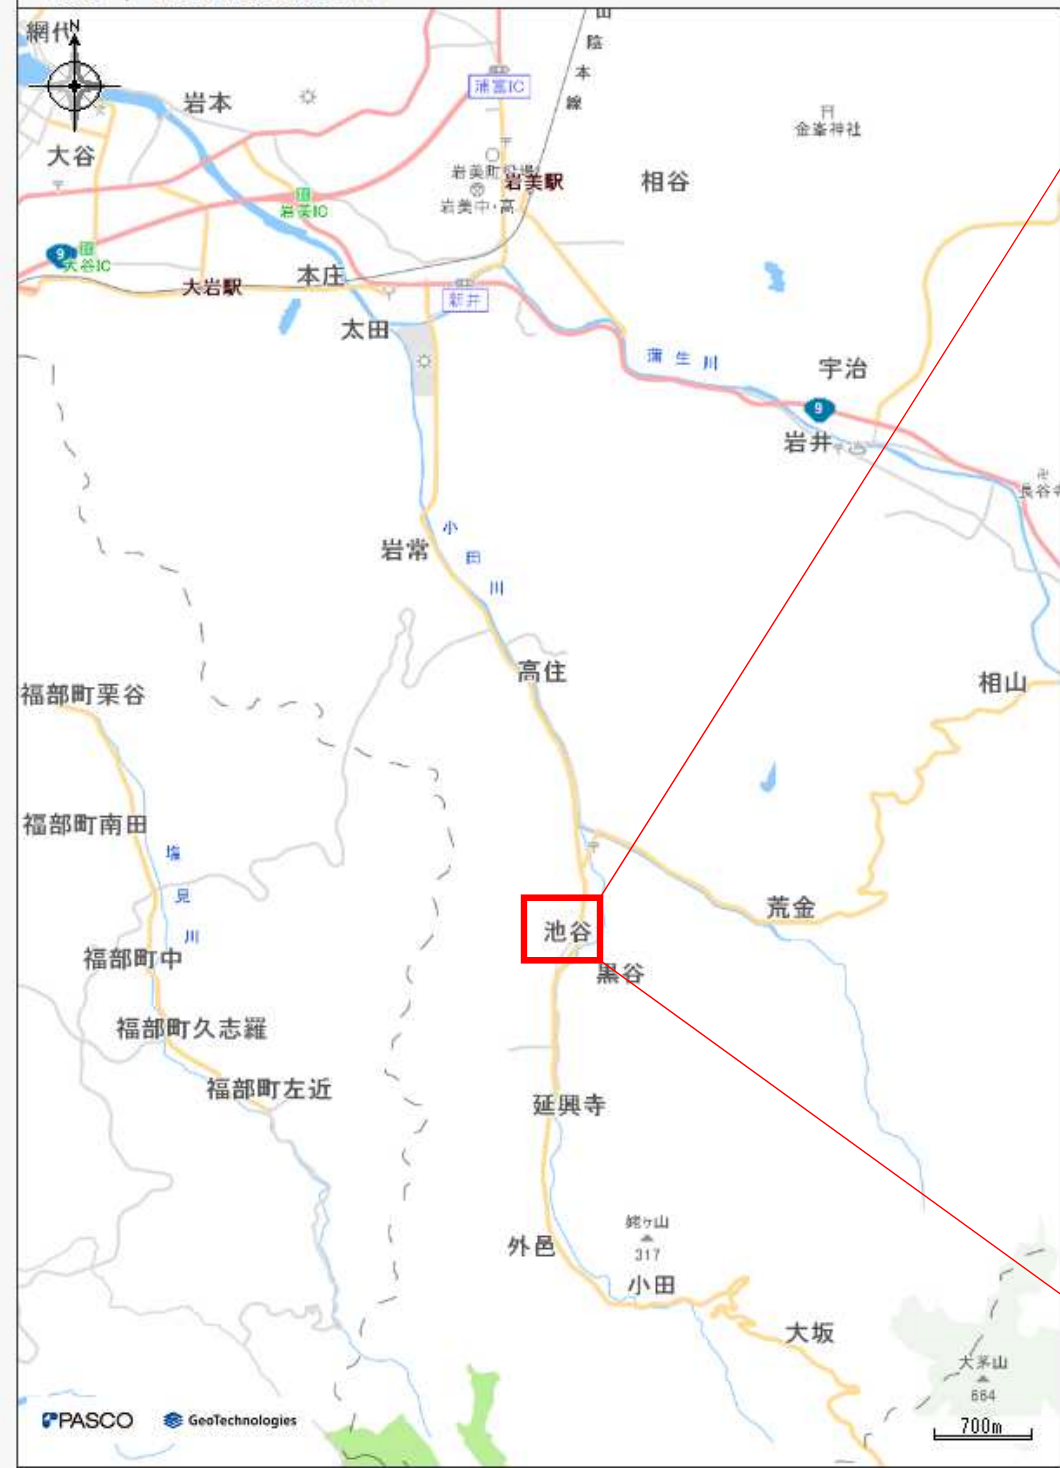 網代
N
山
陰
本
線
浦富IC
岩本
金峯神社
大谷
岩美町役場
岩美駅
相谷
岩美中・高
岩美IC
9
大谷IC
本庄
大岩駅
新井
太田
蒲生川
宇治
9
岩井
長谷寺
岩常
小
田
川
高住
相山
福部町栗谷
福部町南田
塩
見
川
荒金
池谷
福部町中
黒谷
福部町久志羅
福部町左近
延興寺
姥ヶ山
317
外邑
小田
大坂
大茅山
664
PASCO
GeoTechnologies
700m